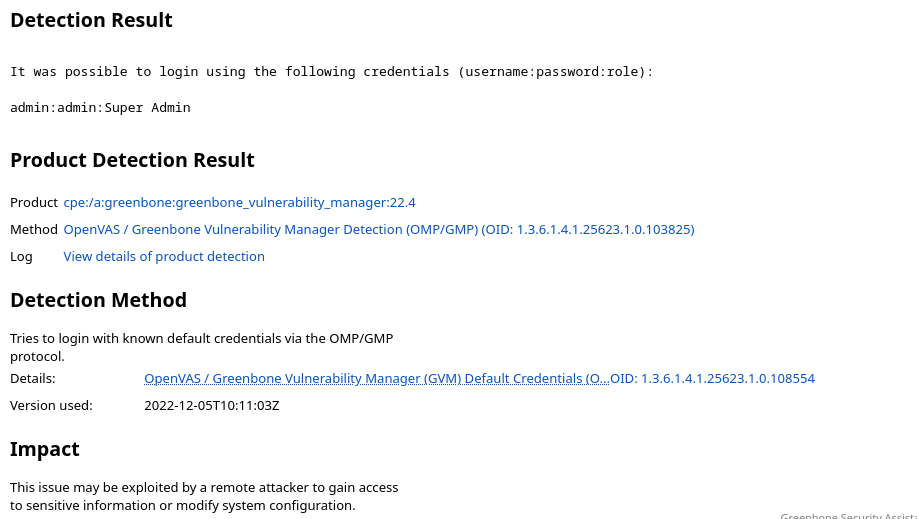 Detection Result
It was possible to login using the following credentials (username:password:role):
admin:admin:Super Admin
Product Detection Result
Product cpe:/a:greenbone:greenbone_vulnerability_manager:22.4
Method OpenVAS / Greenbone Vulnerability Manager Detection (OMP/GMP) (OID: 1.3.6.1.4.1.25623.1.0.103825)
Log View details of product detection
Detection Method
Tries to login with known default credentials via the OMP/GMP
protocol.
Details: OpenVAS / Greenbone Vulnerability Manager (GVM) Default Credentials (O...OID: 1.3.6.1.4.1.25623.1.0.108554
Version used: 2022-12-05T10:11:03Z
Impact
This issue may be exploited by a remote attacker to gain access
to sensitive information or modify system configuration.
Greenbone Security